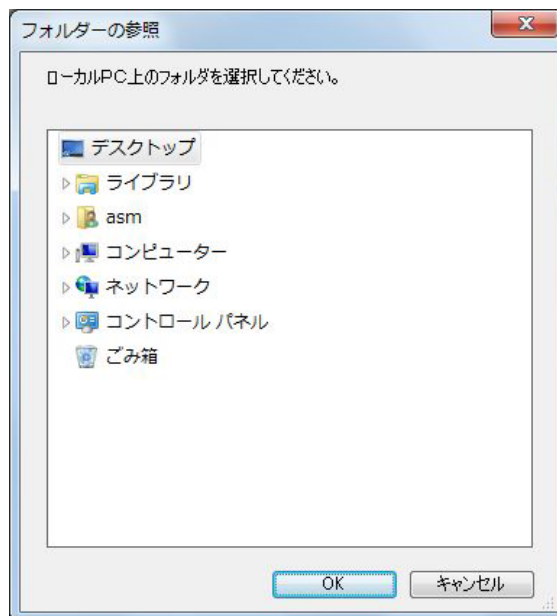 フォルダーの参照
ローカルPC上のフォルダを選択してください。
デスクトップ
ライブラリ
asm
コンピューター
ネットワーク
コントロール パネル
ごみ箱
OK
キャンセル